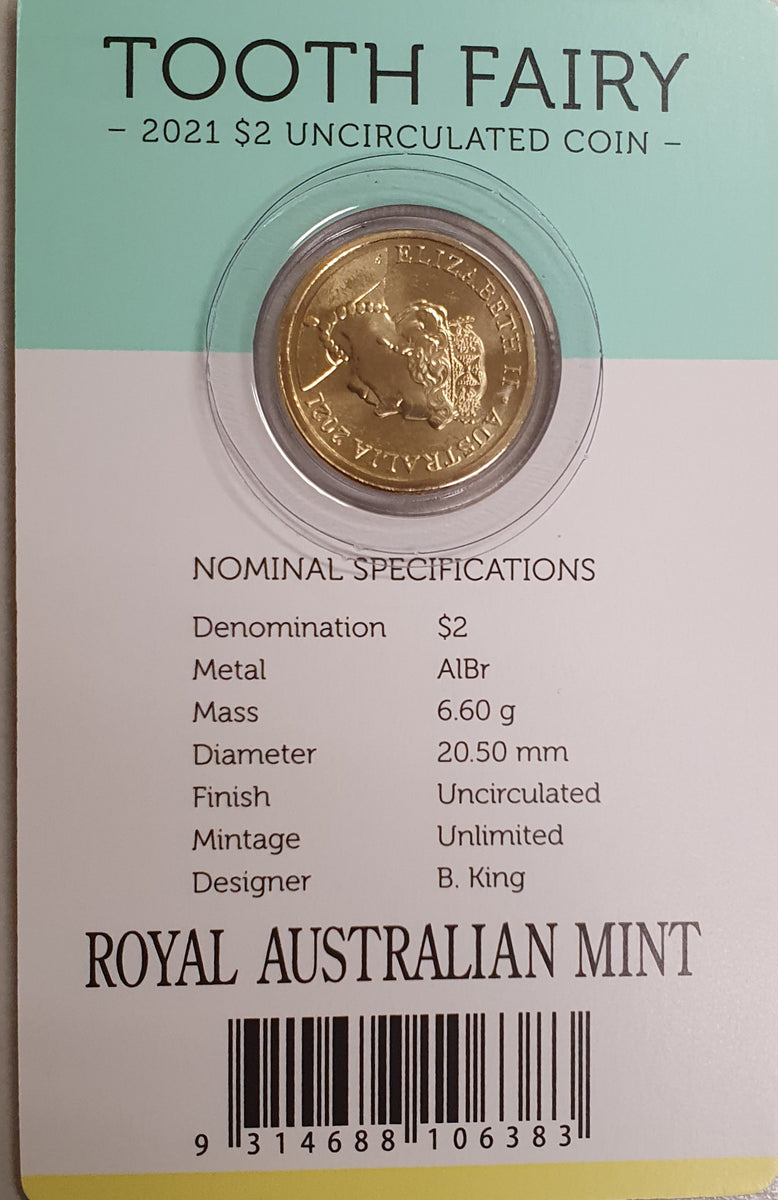 TOOTH FAIRY
– 2021 $2 UNCIRCULATED COIN –
ELIZABETH II AUSTRALIA 2021
NOMINAL SPECIFICATIONS
Denomination $2
Metal AlBr
Mass 6.60 g
Diameter 20.50 mm
Finish Uncirculated
Mintage Unlimited
Designer B. King
ROYAL AUSTRALIAN MINT
9 314688 106383